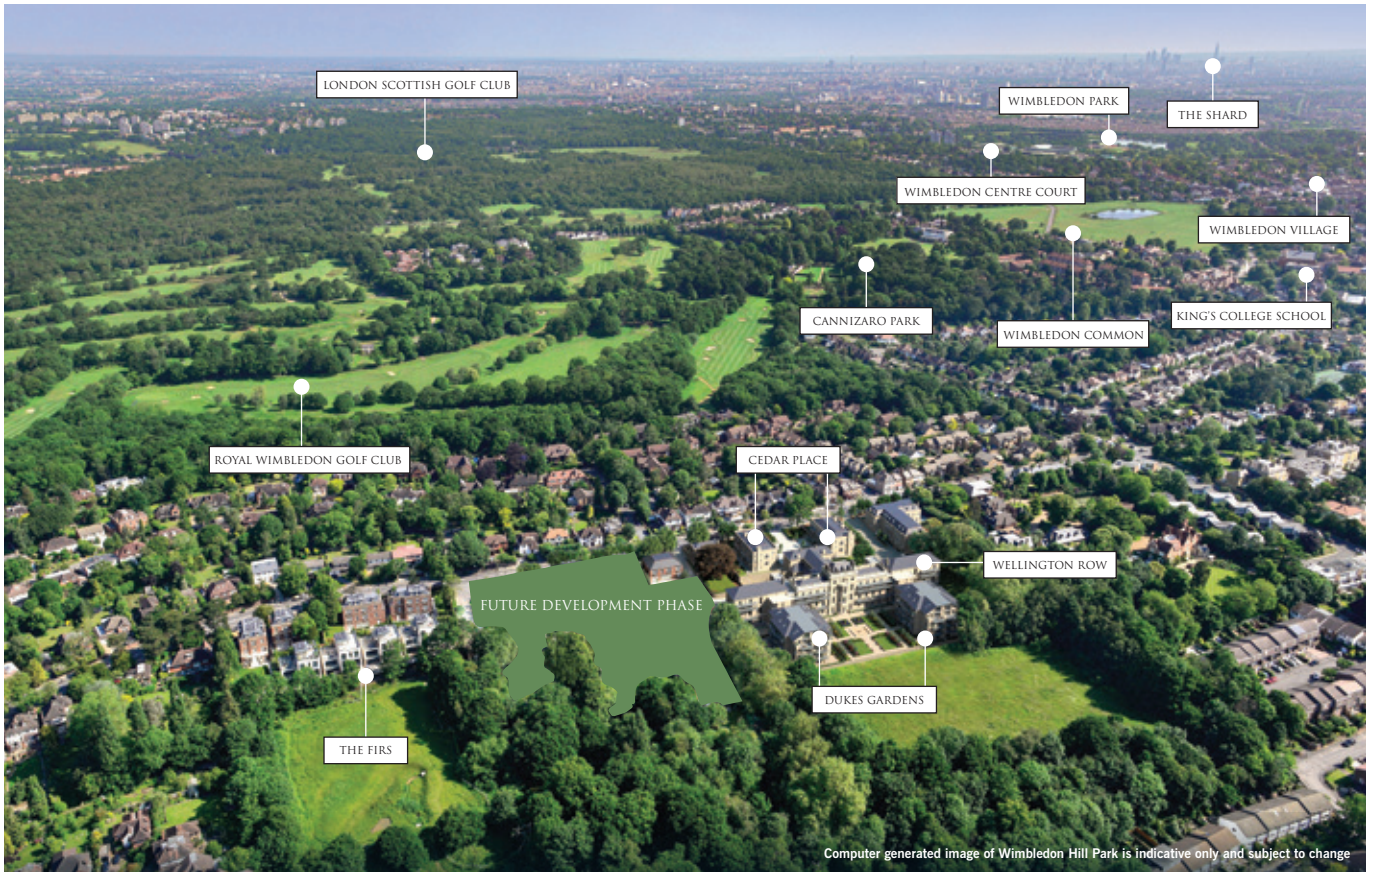 LONDON SCOTTISH GOLF CLUB
WIMBLEDON PARK
THE SHARD
WIMBLEDON CENTRE COURT
WIMBLEDON VILLAGE
CANNIZARO PARK
WIMBLEDON COMMON
KING'S COLLEGE SCHOOL
ROYAL WIMBLEDON GOLF CLUB
CEDAR PLACE
WELLINGTON ROW
FUTURE DEVELOPMENT PHASE
DUKES GARDENS
THE FIRS
Computer generated image of Wimbledon Hill Park is indicative only and subject to change